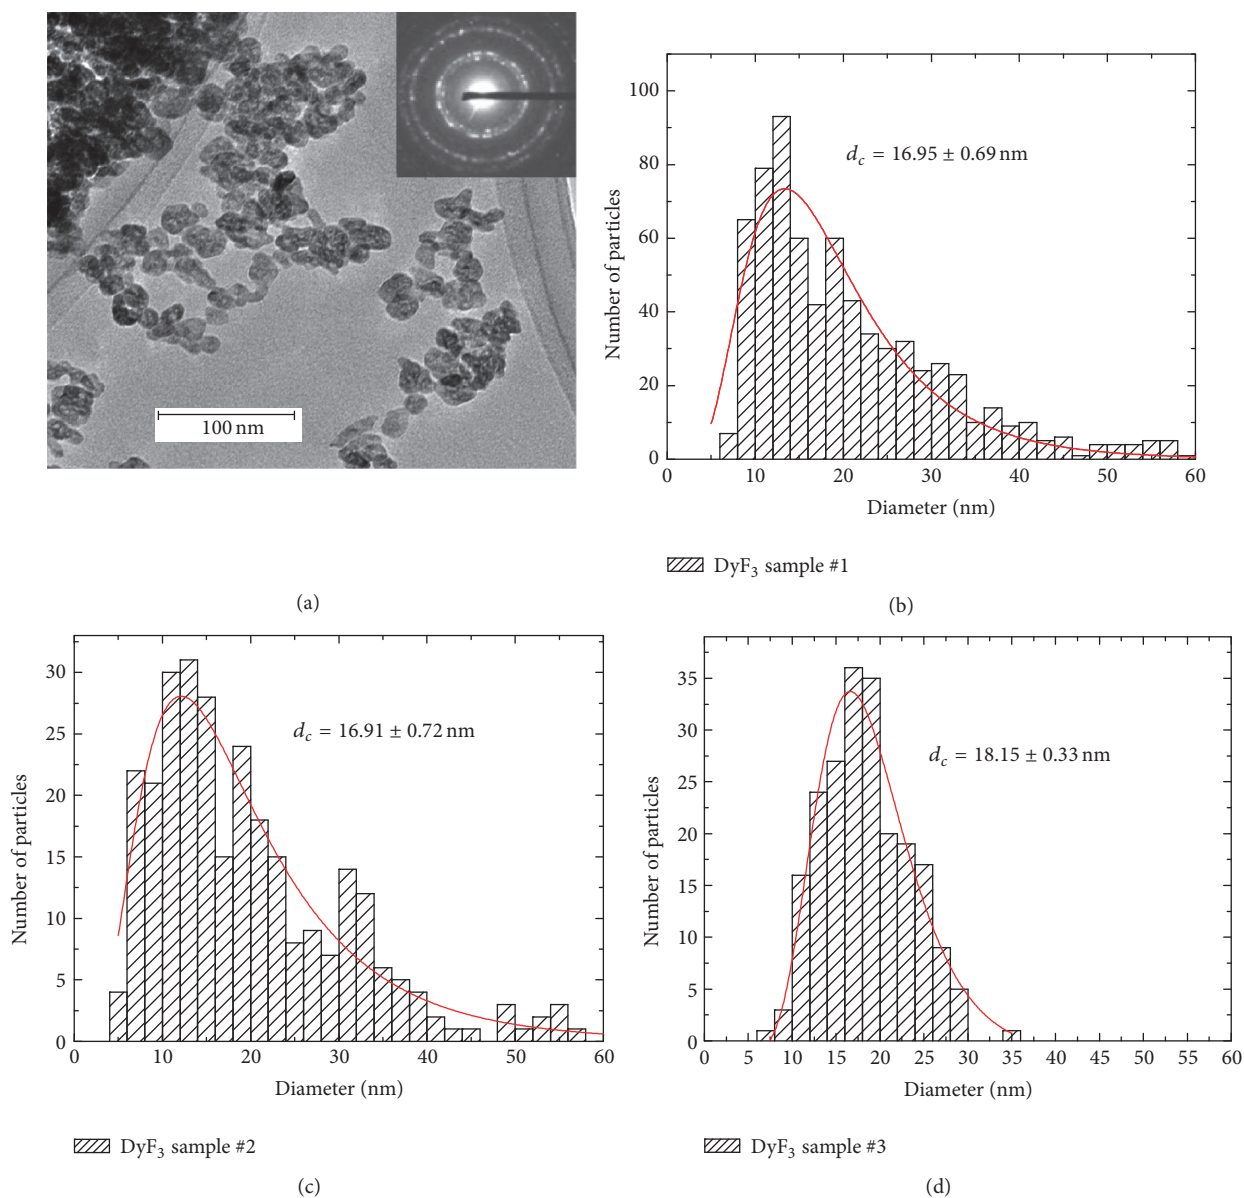 100 nm
(a)
Number of particles
100
80
60
40
20
0
d_c = 16.95 ± 0.69 nm
0 10 20 30 40 50 60
Diameter (nm)
DyF₃ sample #1
(b)
Number of particles
30
25
20
15
10
5
0
d_c = 16.91 ± 0.72 nm
0 10 20 30 40 50 60
Diameter (nm)
DyF₃ sample #2
(c)
Number of particles
35
30
25
20
15
10
5
0
d_c = 18.15 ± 0.33 nm
0 5 10 15 20 25 30 35 40 45 50 55 60
Diameter (nm)
DyF₃ sample #3
(d)